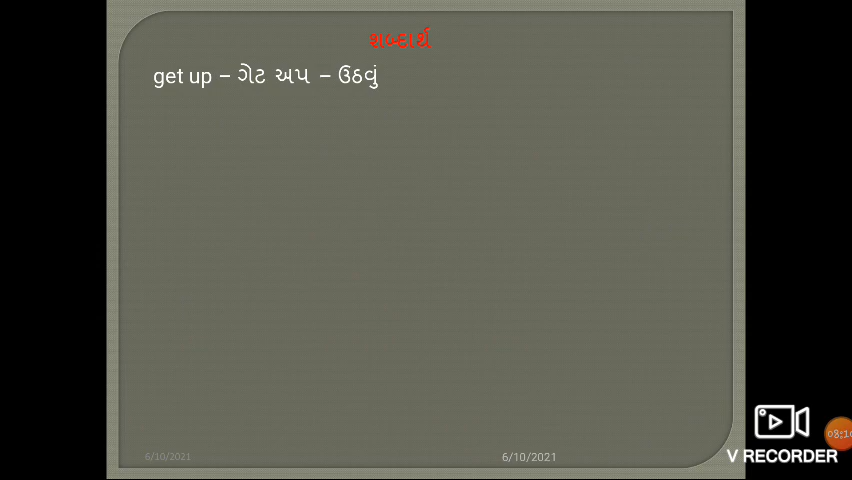 શબ્દાર્થ
get up – ગેટ અપ – ઉઠવું
6/10/2021
6/10/2021
V RECORDER